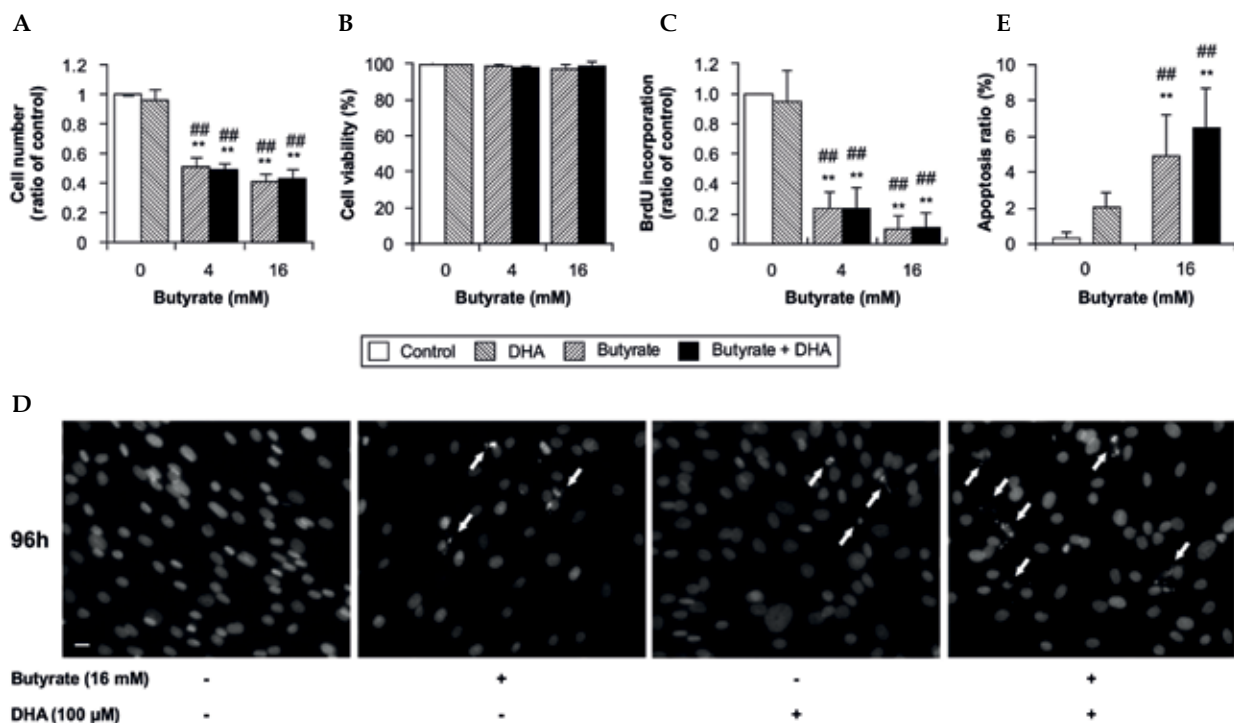 A
B
C
E
1.2
1
0.8
0.6
0.4
0.2
0
Cell number
(ratio of control)
##
**
##
**
##
**
##
**
0 4 16
Butyrate (mM)
100
80
60
40
20
0
Cell viability (%)
0 4 16
Butyrate (mM)
1.2
1.0
0.8
0.6
0.4
0.2
0
BrdU incorporation
(ratio of control)
##
**
##
**
##
**
##
**
0 4 16
Butyrate (mM)
10
8
6
4
2
0
Apoptosis ratio (%)
##
**
##
**
0 16
Butyrate (mM)
Control DHA Butyrate Butyrate + DHA
D
96h
Butyrate (16 mM) - + - +
DHA (100 µM) - - + +